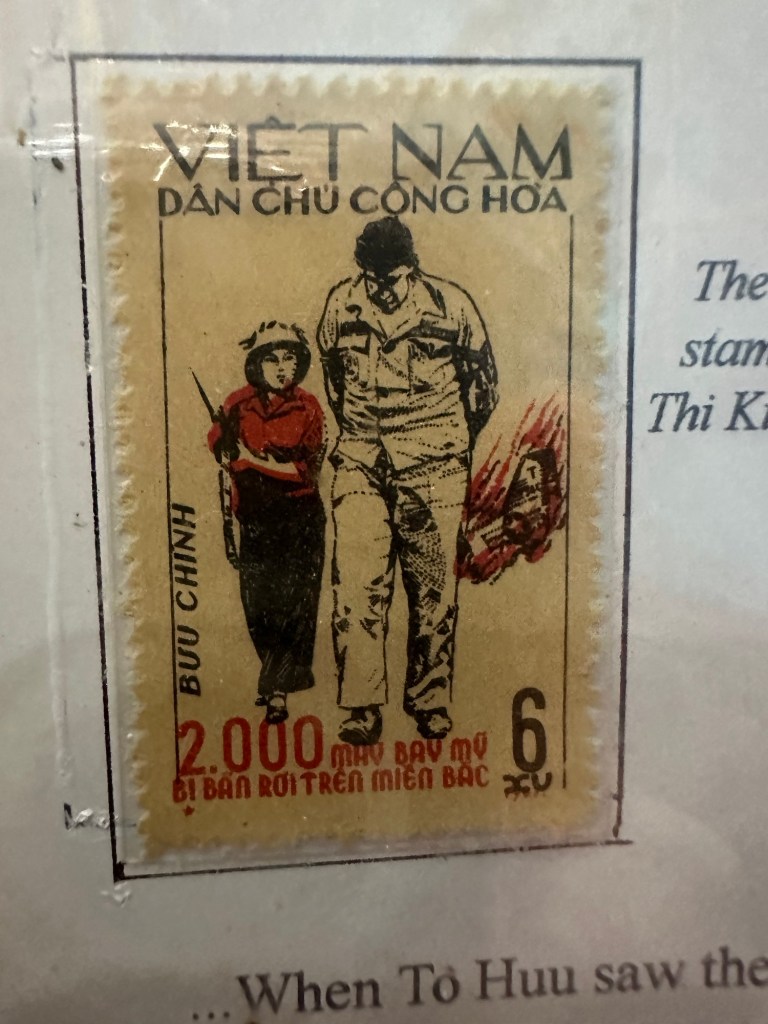 VIỆT NAM
DÂN CHỦ CỘNG HÒA
BƯU CHÍNH
2.000 MÁY BAY MỸ
BỊ BẮN RƠI TRÊN MIỀN BẮC
6
XU
The
stam
Thi Ki
...When Tố Huu saw the